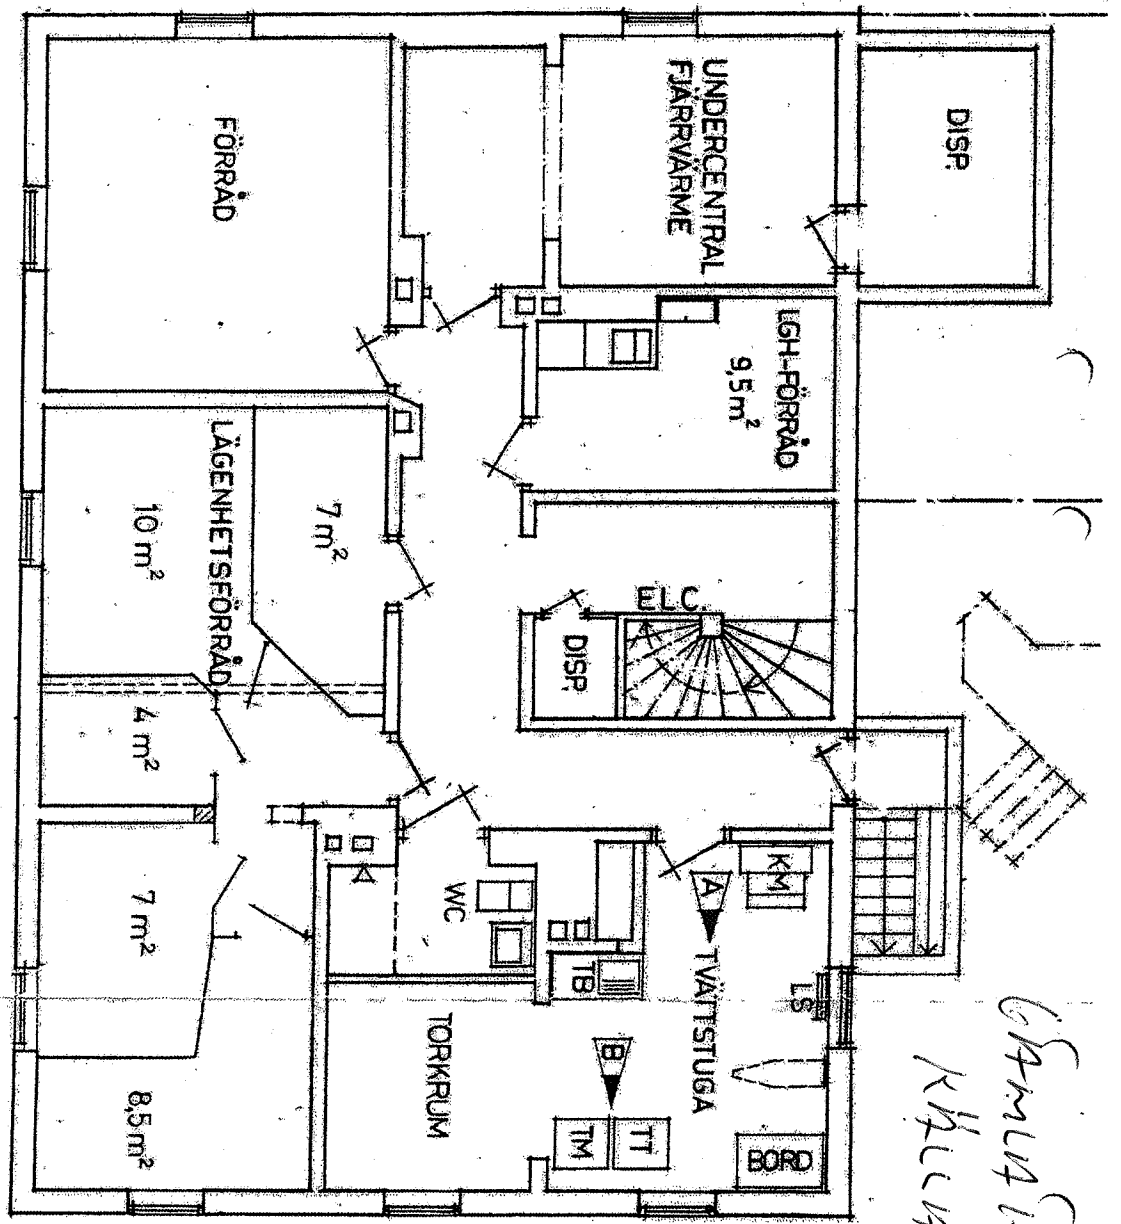 DISP.
UNDERCENTRAL
FJÄRRVÄRME
FÖRRÅD
LGH-FÖRRÅD
9,5 m²
LÄGENHETSFÖRRÅD
7 m²
10 m²
ELC.
DISP.
4 m²
KM
A
WC
7 m²
TVÄTTSTUGA
LS
TB
TORKRUM
B
8,5 m²
TT
TM
BORD